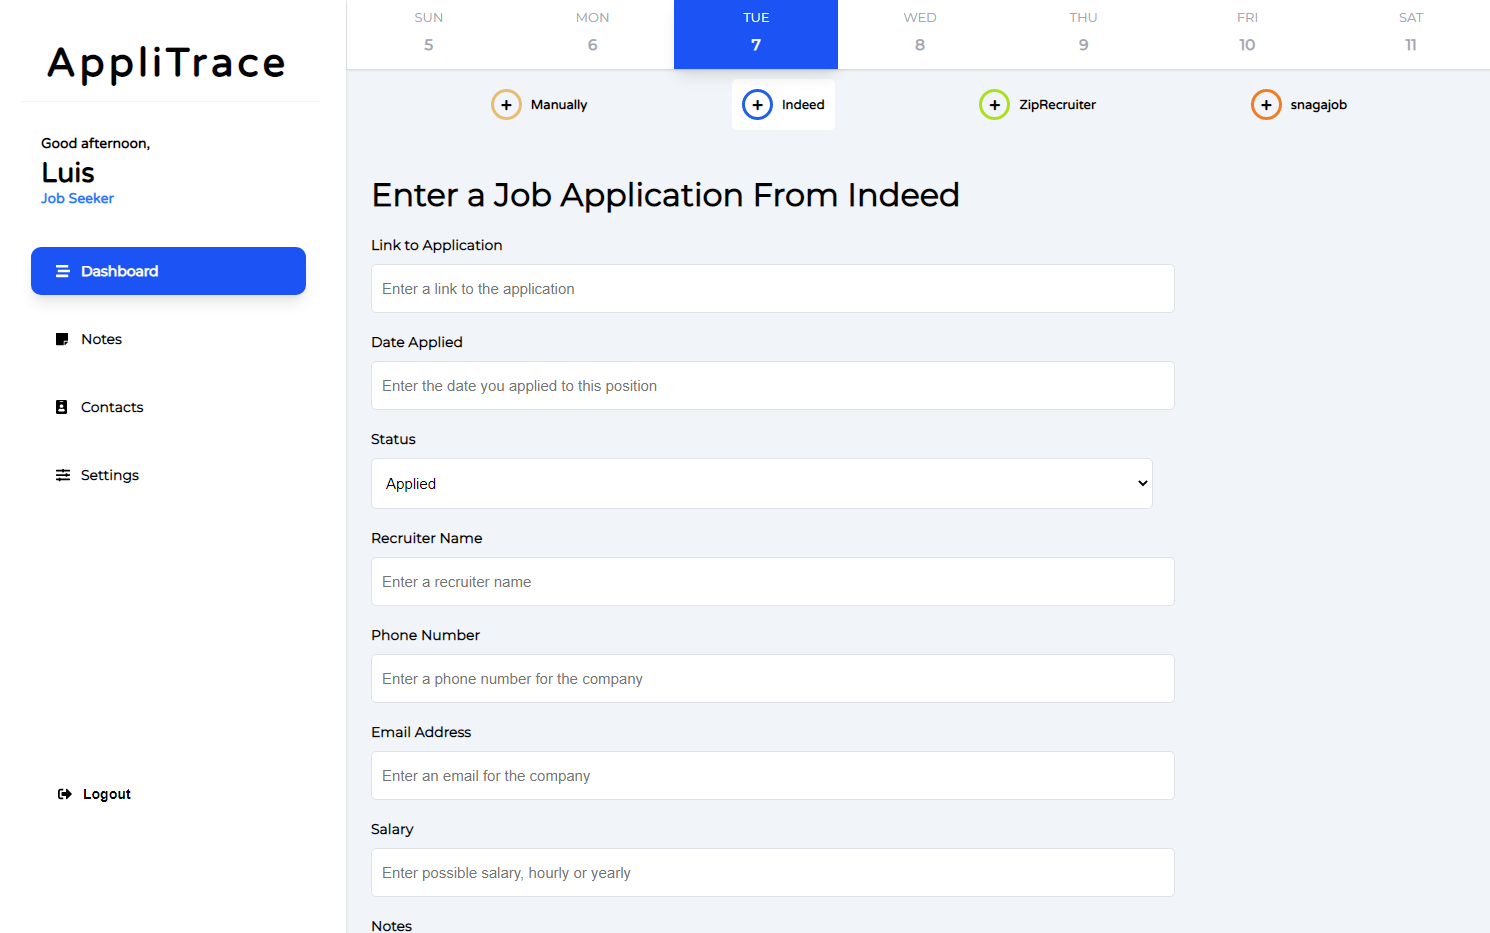 AppliTrace
Good afternoon,
Luis
Job Seeker
Dashboard
Notes
Contacts
Settings
Logout
SUN MON TUE WED THU FRI SAT
5 6 7 8 9 10 11
Manually Indeed ZipRecruiter snagajob
Enter a Job Application From Indeed
Link to Application
Enter a link to the application
Date Applied
Enter the date you applied to this position
Status
Applied
Recruiter Name
Enter a recruiter name
Phone Number
Enter a phone number for the company
Email Address
Enter an email for the company
Salary
Enter possible salary, hourly or yearly
Notes